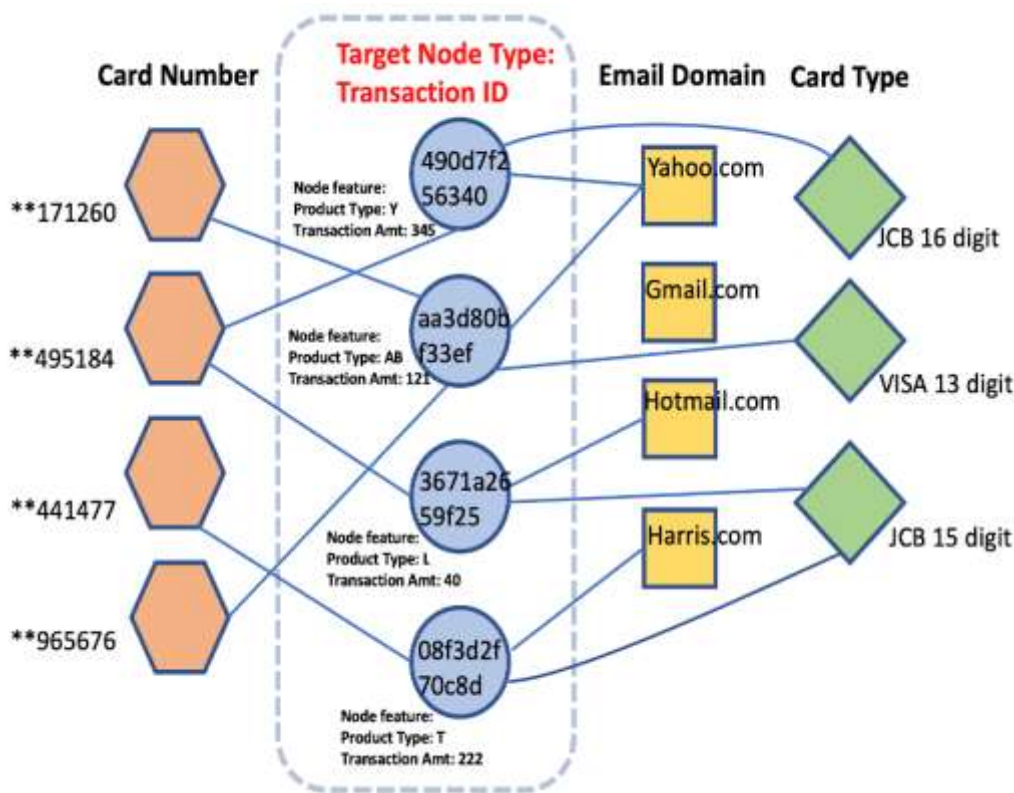 Target Node Type:
Transaction ID
Card Number
Email Domain
Card Type
**171260
**495184
**441477
**965676
490d7f2
56340
Node feature:
Product Type: Y
Transaction Amt: 345
aa3d80b
f33ef
Node feature:
Product Type: AB
Transaction Amt: 121
3671a26
59f25
Node feature:
Product Type: L
Transaction Amt: 40
08f3d2f
70c8d
Node feature:
Product Type: T
Transaction Amt: 222
Yahoo.com
Gmail.com
Hotmail.com
Harris.com
JCB 16 digit
VISA 13 digit
JCB 15 digit